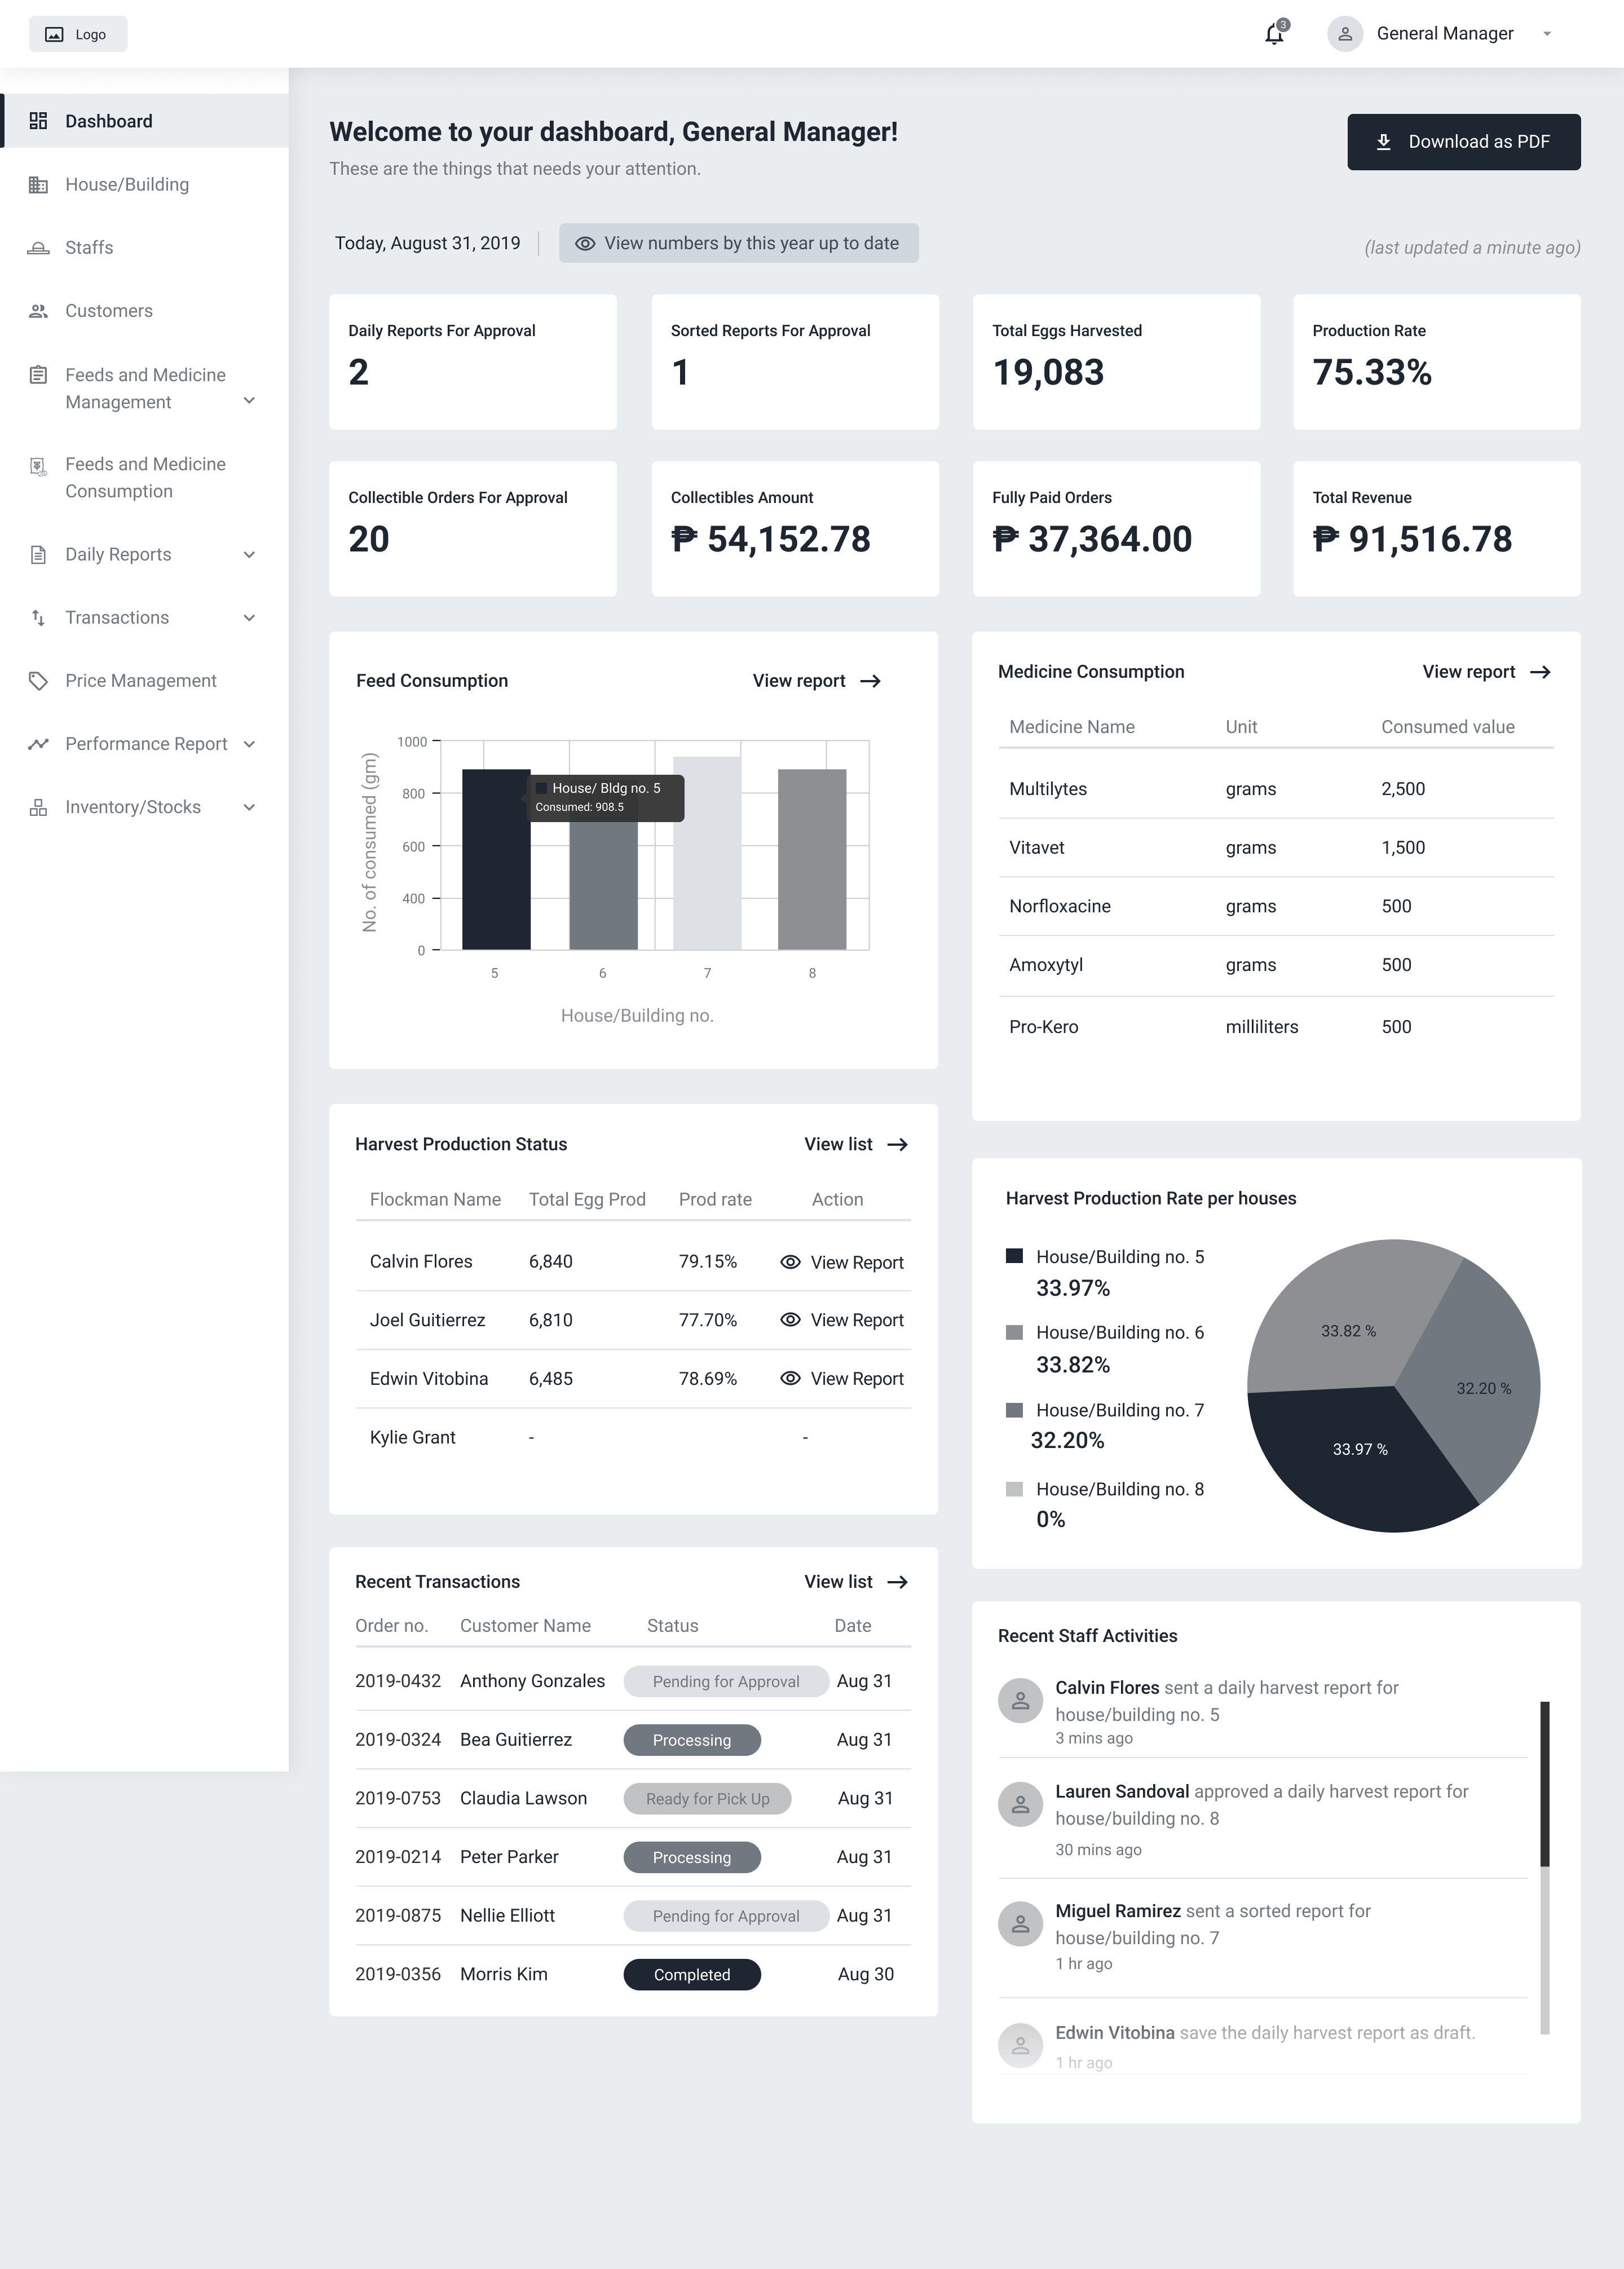 Logo
3
General Manager
Dashboard
House/Building
Staffs
Customers
Feeds and Medicine
Management
Feeds and Medicine
Consumption
Daily Reports
Transactions
Price Management
Performance Report
Inventory/Stocks
Welcome to your dashboard, General Manager!
These are the things that needs your attention.
Download as PDF
Today, August 31, 2019
View numbers by this year up to date
(last updated a minute ago)
Daily Reports For Approval
2
Sorted Reports For Approval
1
Total Eggs Harvested
19,083
Production Rate
75.33%
Collectible Orders For Approval
20
Collectibles Amount
₱ 54,152.78
Fully Paid Orders
₱ 37,364.00
Total Revenue
₱ 91,516.78
Feed Consumption
View report
No. of consumed (gm)
1000
800
600
400
0
House/ Bldg no. 5
Consumed: 908.5
5 6 7 8
House/Building no.
Medicine Consumption
View report
Medicine Name Unit Consumed value
Multilytes grams 2,500
Vitavet grams 1,500
Norfloxacine grams 500
Amoxytyl grams 500
Pro-Kero milliliters 500
Harvest Production Status
View list
Flockman Name Total Egg Prod Prod rate Action
Calvin Flores 6,840 79.15% View Report
Joel Guitierrez 6,810 77.70% View Report
Edwin Vitobina 6,485 78.69% View Report
Kylie Grant - -
Harvest Production Rate per houses
House/Building no. 5
33.97%
House/Building no. 6
33.82%
House/Building no. 7
32.20%
House/Building no. 8
0%
33.82 %
32.20 %
33.97 %
Recent Transactions
View list
Order no. Customer Name Status Date
2019-0432 Anthony Gonzales Pending for Approval Aug 31
2019-0324 Bea Guitierrez Processing Aug 31
2019-0753 Claudia Lawson Ready for Pick Up Aug 31
2019-0214 Peter Parker Processing Aug 31
2019-0875 Nellie Elliott Pending for Approval Aug 31
2019-0356 Morris Kim Completed Aug 30
Recent Staff Activities
Calvin Flores sent a daily harvest report for
house/building no. 5
3 mins ago
Lauren Sandoval approved a daily harvest report for
house/building no. 8
30 mins ago
Miguel Ramirez sent a sorted report for
house/building no. 7
1 hr ago
Edwin Vitobina save the daily harvest report as draft.
1 hr ago